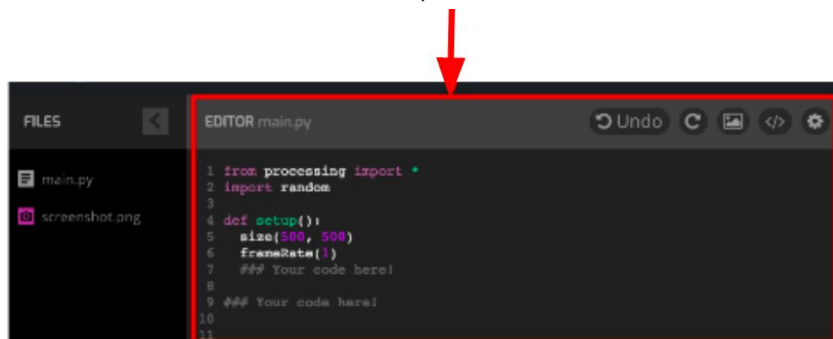 FILES
EDITOR main.py
Undo
</>
main.py
screenshot.png
1 from processing import *
2 import random
3
4 def setup():
5   size(500, 500)
6   frameRate(1)
7   ### Your code here!
8
9 ### Your code here!
10
11